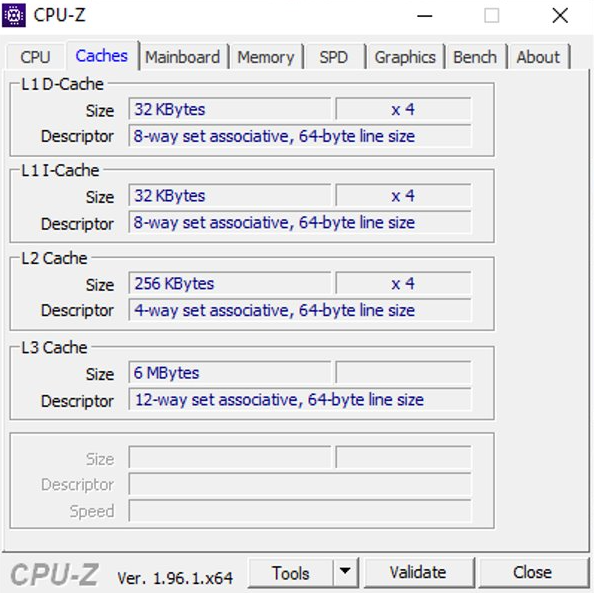 CPU-Z
CPU Caches Mainboard Memory SPD Graphics Bench About
L1 D-Cache
Size 32 KBytes x 4
Descriptor 8-way set associative, 64-byte line size
L1 I-Cache
Size 32 KBytes x 4
Descriptor 8-way set associative, 64-byte line size
L2 Cache
Size 256 KBytes x 4
Descriptor 4-way set associative, 64-byte line size
L3 Cache
Size 6 MBytes
Descriptor 12-way set associative, 64-byte line size
Size
Descriptor
Speed
CPU-Z Ver. 1.96.1.x64 Tools Validate Close